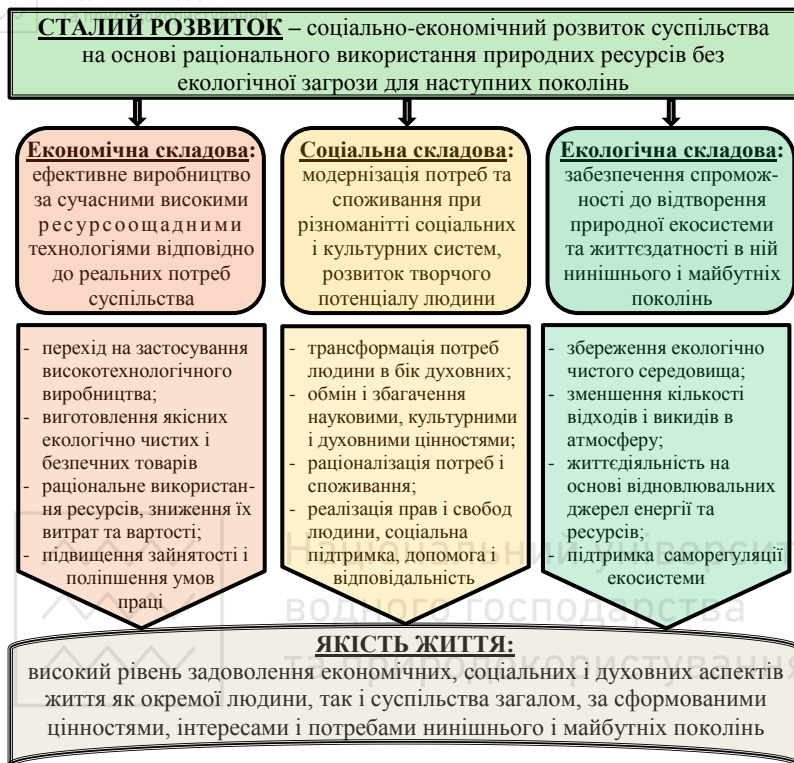 СТАЛИЙ РОЗВИТОК – соціально-економічний розвиток суспільства
на основі раціонального використання природних ресурсів без
екологічної загрози для наступних поколінь
Економічна складова:
ефективне виробництво
за сучасними високими
ресурсоощадними
технологіями відповідно
до реальних потреб
суспільства
Соціальна складова:
модернізація потреб та
споживання при
різноманітті соціальних
і культурних систем,
розвиток творчого
потенціалу людини
Екологічна складова:
забезпечення спромож-
ності до відтворення
природної екосистеми
та життєздатності в ній
нинішнього і майбутніх
поколінь
- перехід на застосування
високотехнологічного
виробництва;
- виготовлення якісних
екологічно чистих і
безпечних товарів
- раціональне використан-
ня ресурсів, зниження їх
витрат та вартості;
- підвищення зайнятості і
поліпшення умов
праці
- трансформація потреб
людини в бік духовних;
- обмін і збагачення
науковими, культурними
і духовними цінностями;
- раціоналізація потреб і
споживання;
- реалізація прав і свобод
людини, соціальна
підтримка, допомога і
відповідальність
- збереження екологічно
чистого середовища;
- зменшення кількості
відходів і викидів в
атмосферу;
- життєдіяльність на
основі відновлювальних
джерел енергії та
ресурсів;
- підтримка саморегуляції
екосистеми
Національний університ
водного господарства
та природокористування
ЯКІСТЬ ЖИТТЯ:
високий рівень задоволення економічних, соціальних і духовних аспектів
життя як окремої людини, так і суспільства загалом, за сформованими
цінностями, інтересами і потребами нинішнього і майбутніх поколінь